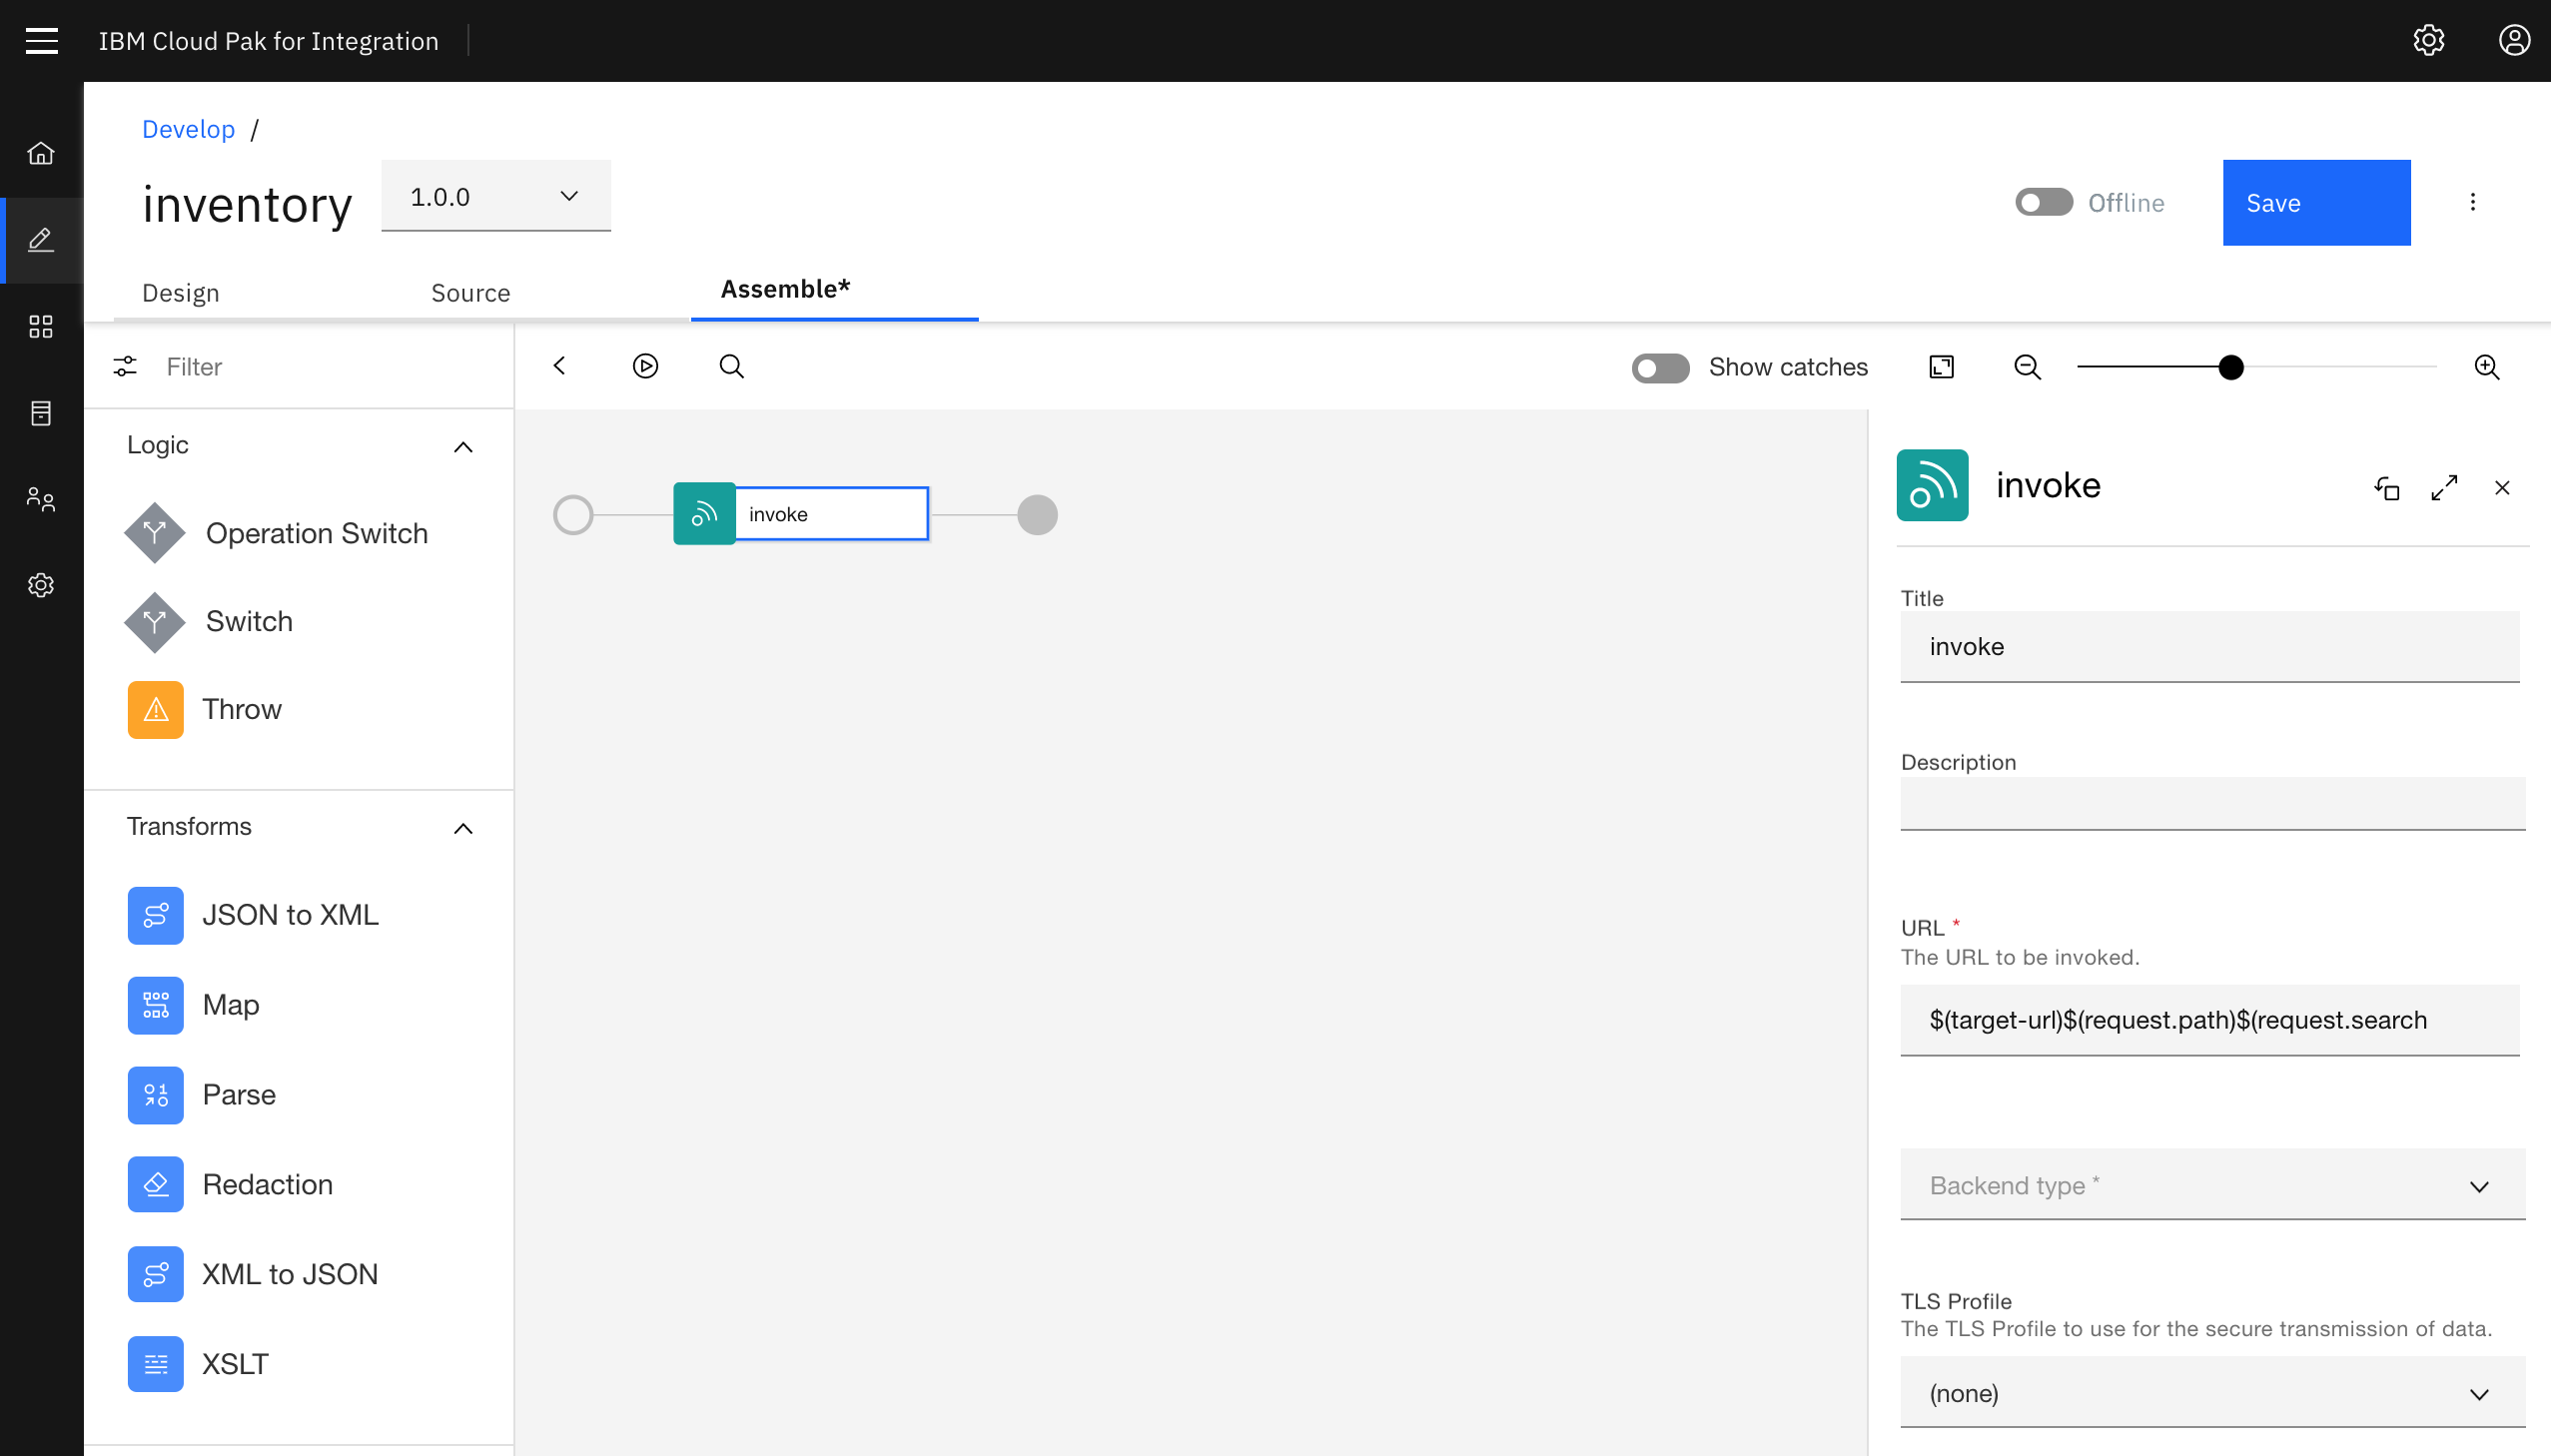 IBM Cloud Pak for Integration
Develop /
inventory
1.0.0
Offline
Save
Design
Source
Assemble*
Filter
Show catches
Logic
Operation Switch
Switch
Throw
Transforms
JSON to XML
Map
Parse
Redaction
XML to JSON
XSLT
invoke
invoke
Title
invoke
Description
URL *
The URL to be invoked.
$(target-url)$(request.path)$(request.search
Backend type *
TLS Profile
The TLS Profile to use for the secure transmission of data.
(none)